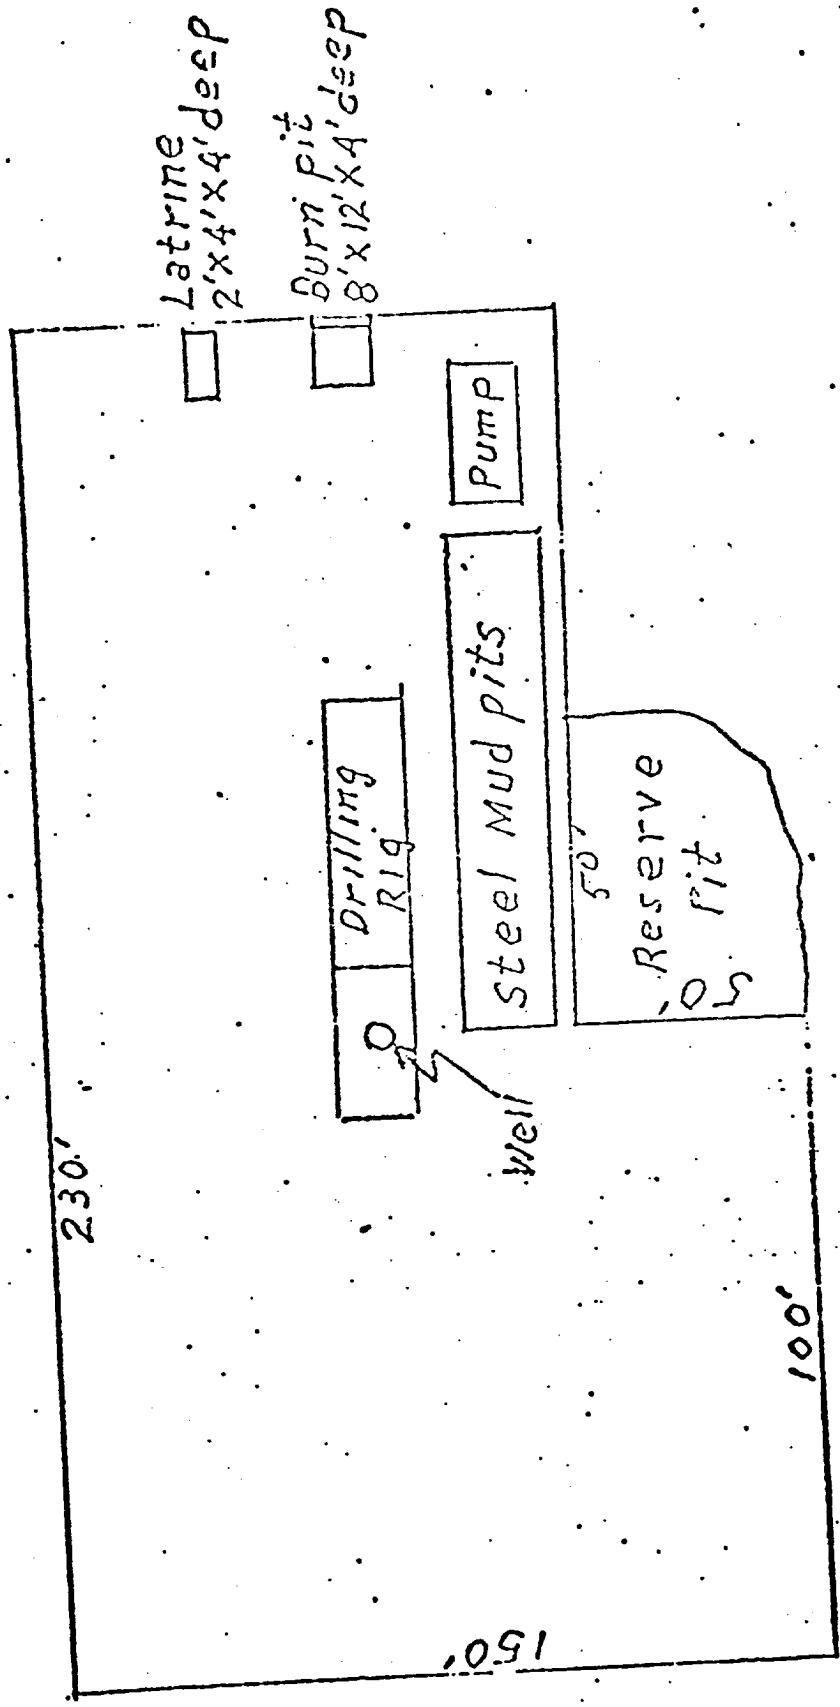 230'
Latrine
2'x4'x4'deep
Burn pit
8'x12'x4'deep
Drilling
Rig
Pump
Steel Mud pits
Well
50'
Reserve
Pit
50'
150'
100'